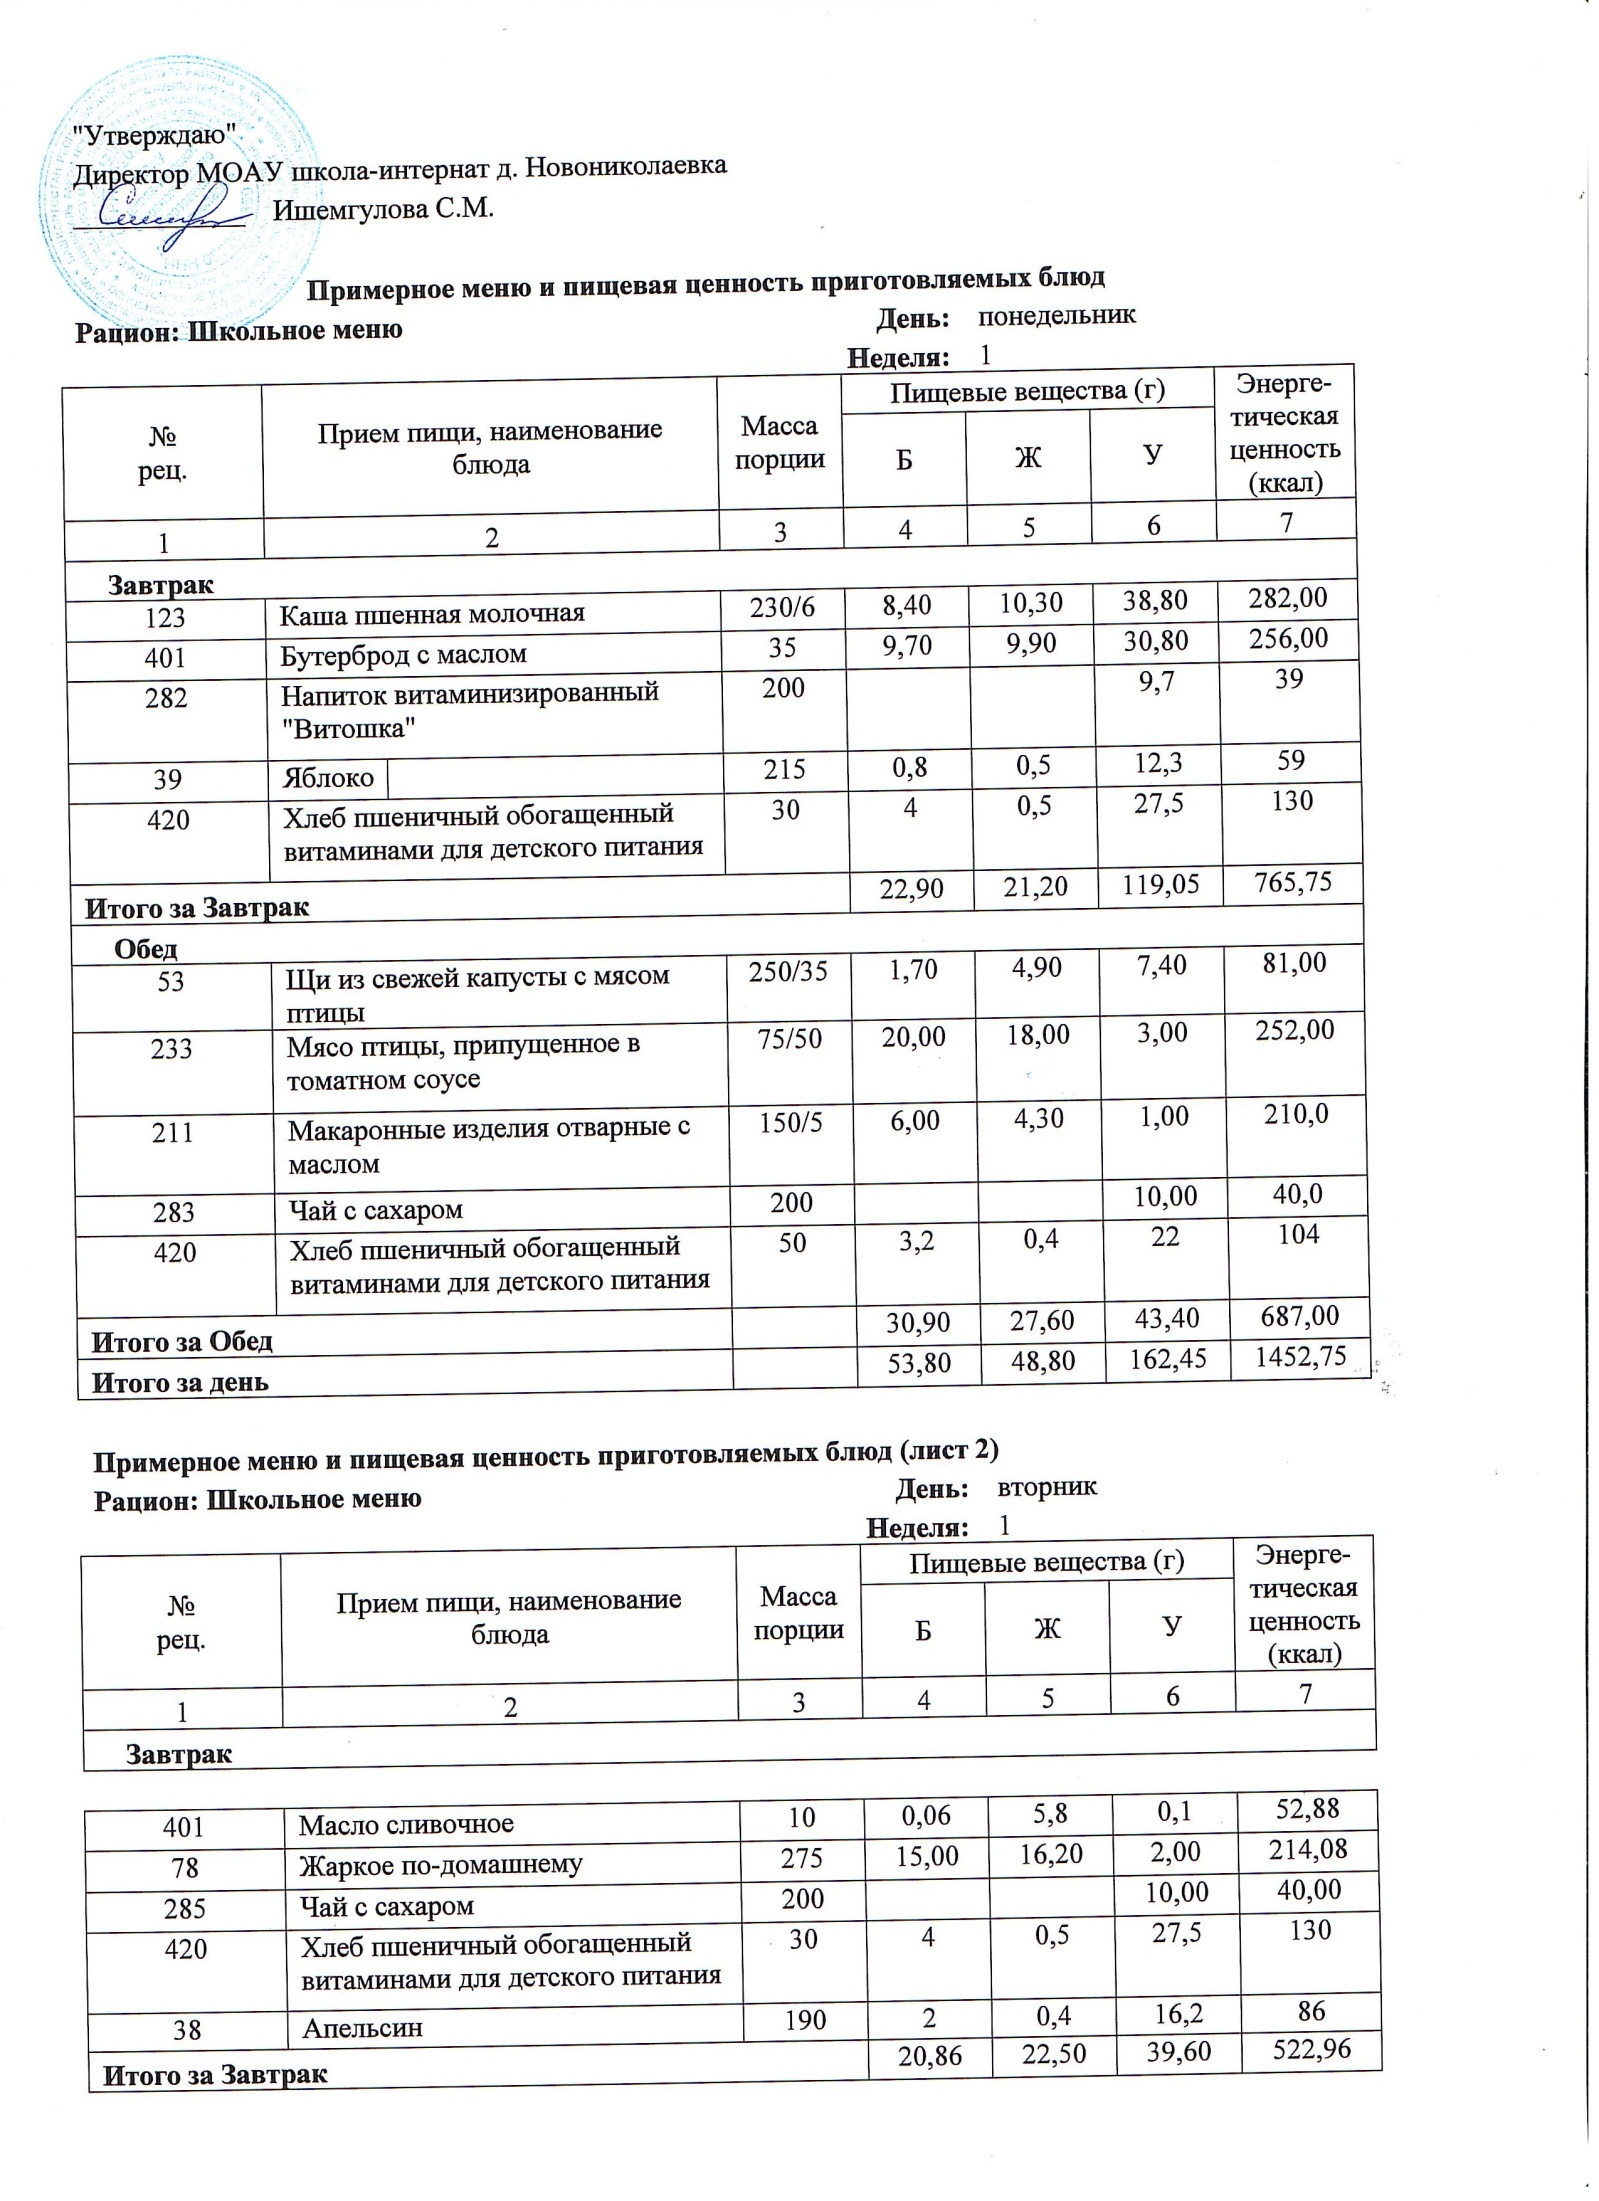 "Утверждаю"
Директор МОАУ школа-интернат д. Новониколаевка
Ишемгулова С.М.
Примерное меню и пищевая ценность приготовляемых блюд
Рацион: Школьное меню День: понедельник
Неделя: 1
№ рец. Прием пищи, наименование блюда Масса порции Пищевые вещества (г) Б Ж У Энерге-тическая ценность (ккал)
1 2 3 4 5 6 7
Завтрак
123 Каша пшенная молочная 230/6 8,40 10,30 38,80 282,00
401 Бутерброд с маслом 35 9,70 9,90 30,80 256,00
282 Напиток витаминизированный 200 9,7 39
"Витошка"
39 Яблоко 215 0,8 0,5 12,3 59
420 Хлеб пшеничный обогащенный 30 4 0,5 27,5 130
витаминами для детского питания
Итого за Завтрак 22,90 21,20 119,05 765,75
Обед
53 Щи из свежей капусты с мясом 250/35 1,70 4,90 7,40 81,00
птицы
233 Мясо птицы, припущенное в 75/50 20,00 18,00 3,00 252,00
томатном соусе
211 Макаронные изделия отварные с 150/5 6,00 4,30 1,00 210,0
маслом
283 Чай с сахаром 200 10,00 40,0
420 Хлеб пшеничный обогащенный 50 3,2 0,4 22 104
витаминами для детского питания
Итого за Обед 30,90 27,60 43,40 687,00
Итого за день 53,80 48,80 162,45 1452,75
Примерное меню и пищевая ценность приготовляемых блюд (лист 2)
Рацион: Школьное меню День: вторник
Неделя: 1
№ рец. Прием пищи, наименование блюда Масса порции Пищевые вещества (г) Б Ж У Энерге-тическая ценность (ккал)
1 2 3 4 5 6 7
Завтрак
401 Масло сливочное 10 0,06 5,8 0,1 52,88
78 Жаркое по-домашнему 275 15,00 16,20 2,00 214,08
285 Чай с сахаром 200 10,00 40,00
420 Хлеб пшеничный обогащенный 30 4 0,5 27,5 130
витаминами для детского питания
38 Апельсин 190 2 0,4 16,2 86
Итого за Завтрак 20,86 22,50 39,60 522,96